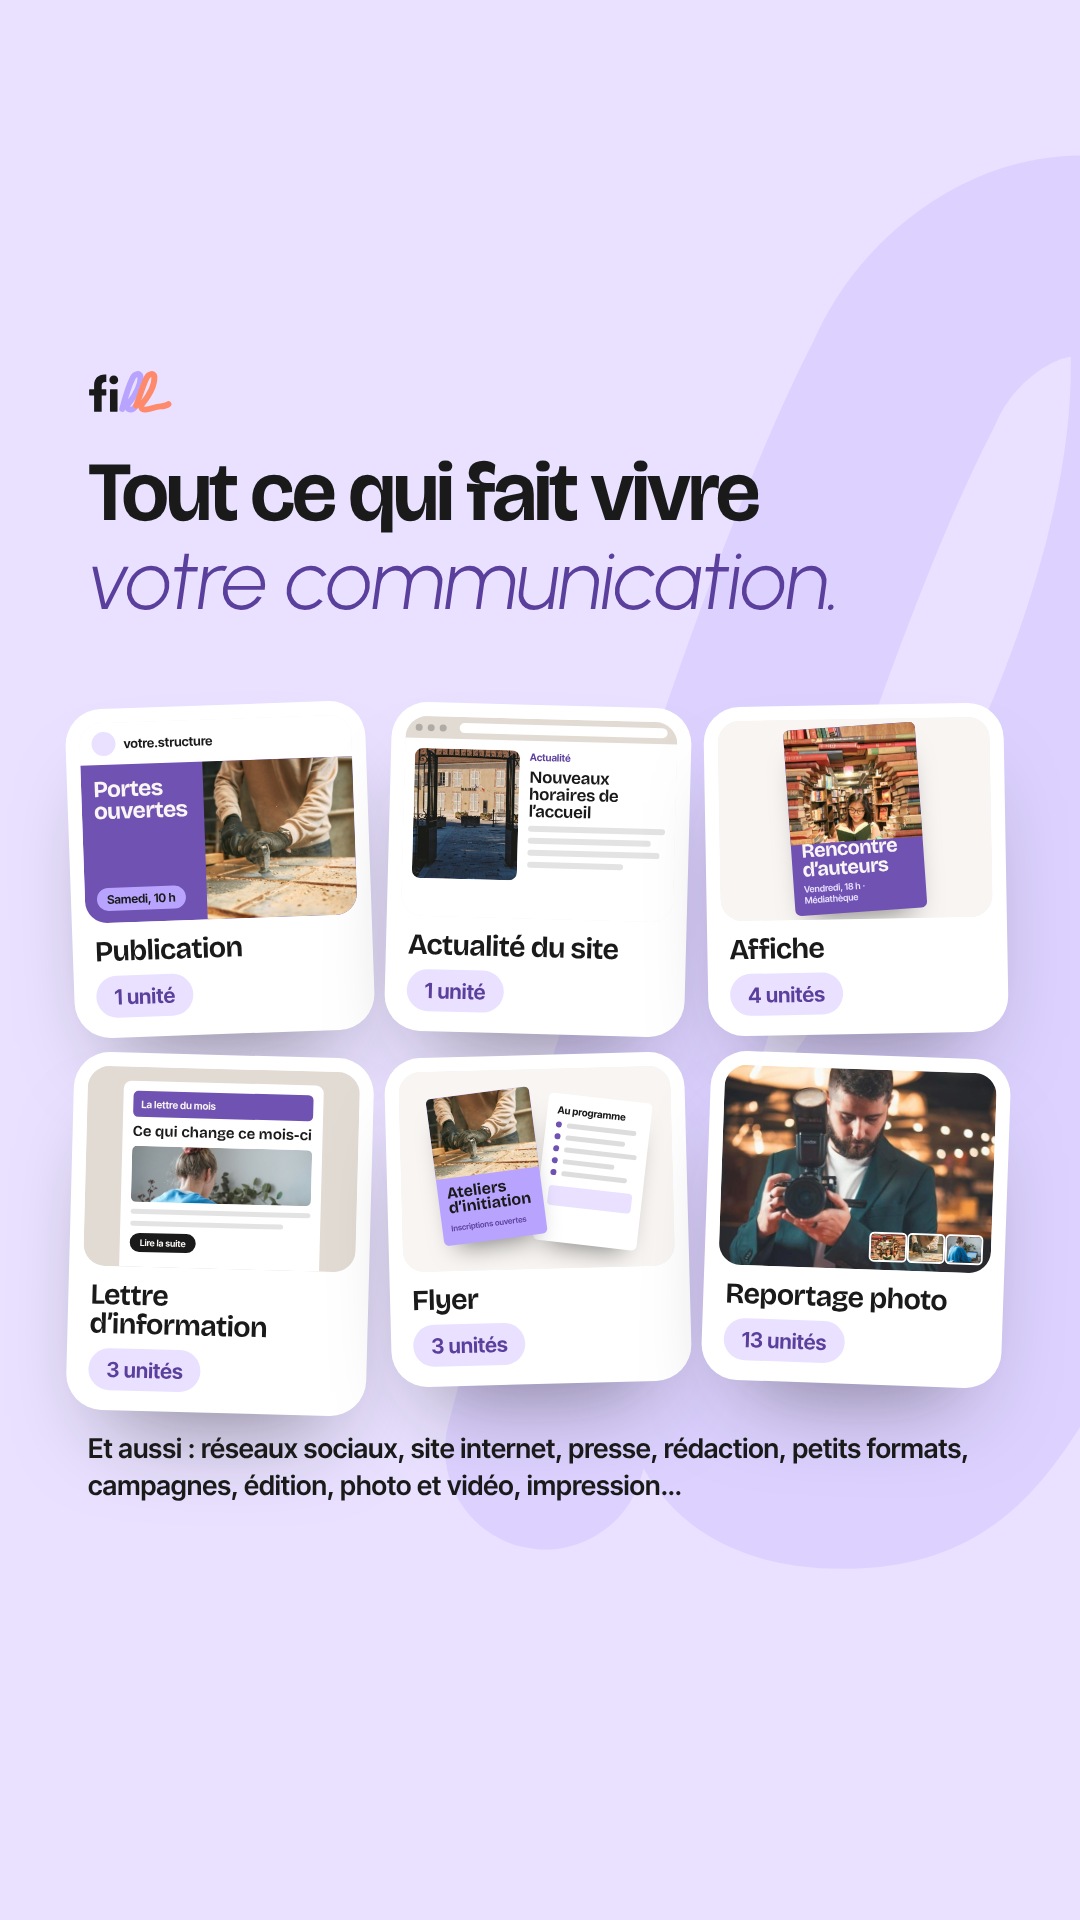 fill
Tout ce qui fait vivre
votre communication.
votre.structure
Portes
ouvertes
Samedi, 10 h
Publication
1 unité
Actualité
Nouveaux
horaires de
l'accueil
Actualité du site
1 unité
Rencontre
d'auteurs
Vendredi, 18 h ·
Médiathèque
Affiche
4 unités
La lettre du mois
Ce qui change ce mois-ci
Lire la suite
Lettre
d'information
3 unités
Ateliers
d'initiation
Inscriptions ouvertes
Au programme
Flyer
3 unités
Reportage photo
13 unités
Et aussi : réseaux sociaux, site internet, presse, rédaction, petits formats,
campagnes, édition, photo et vidéo, impression...